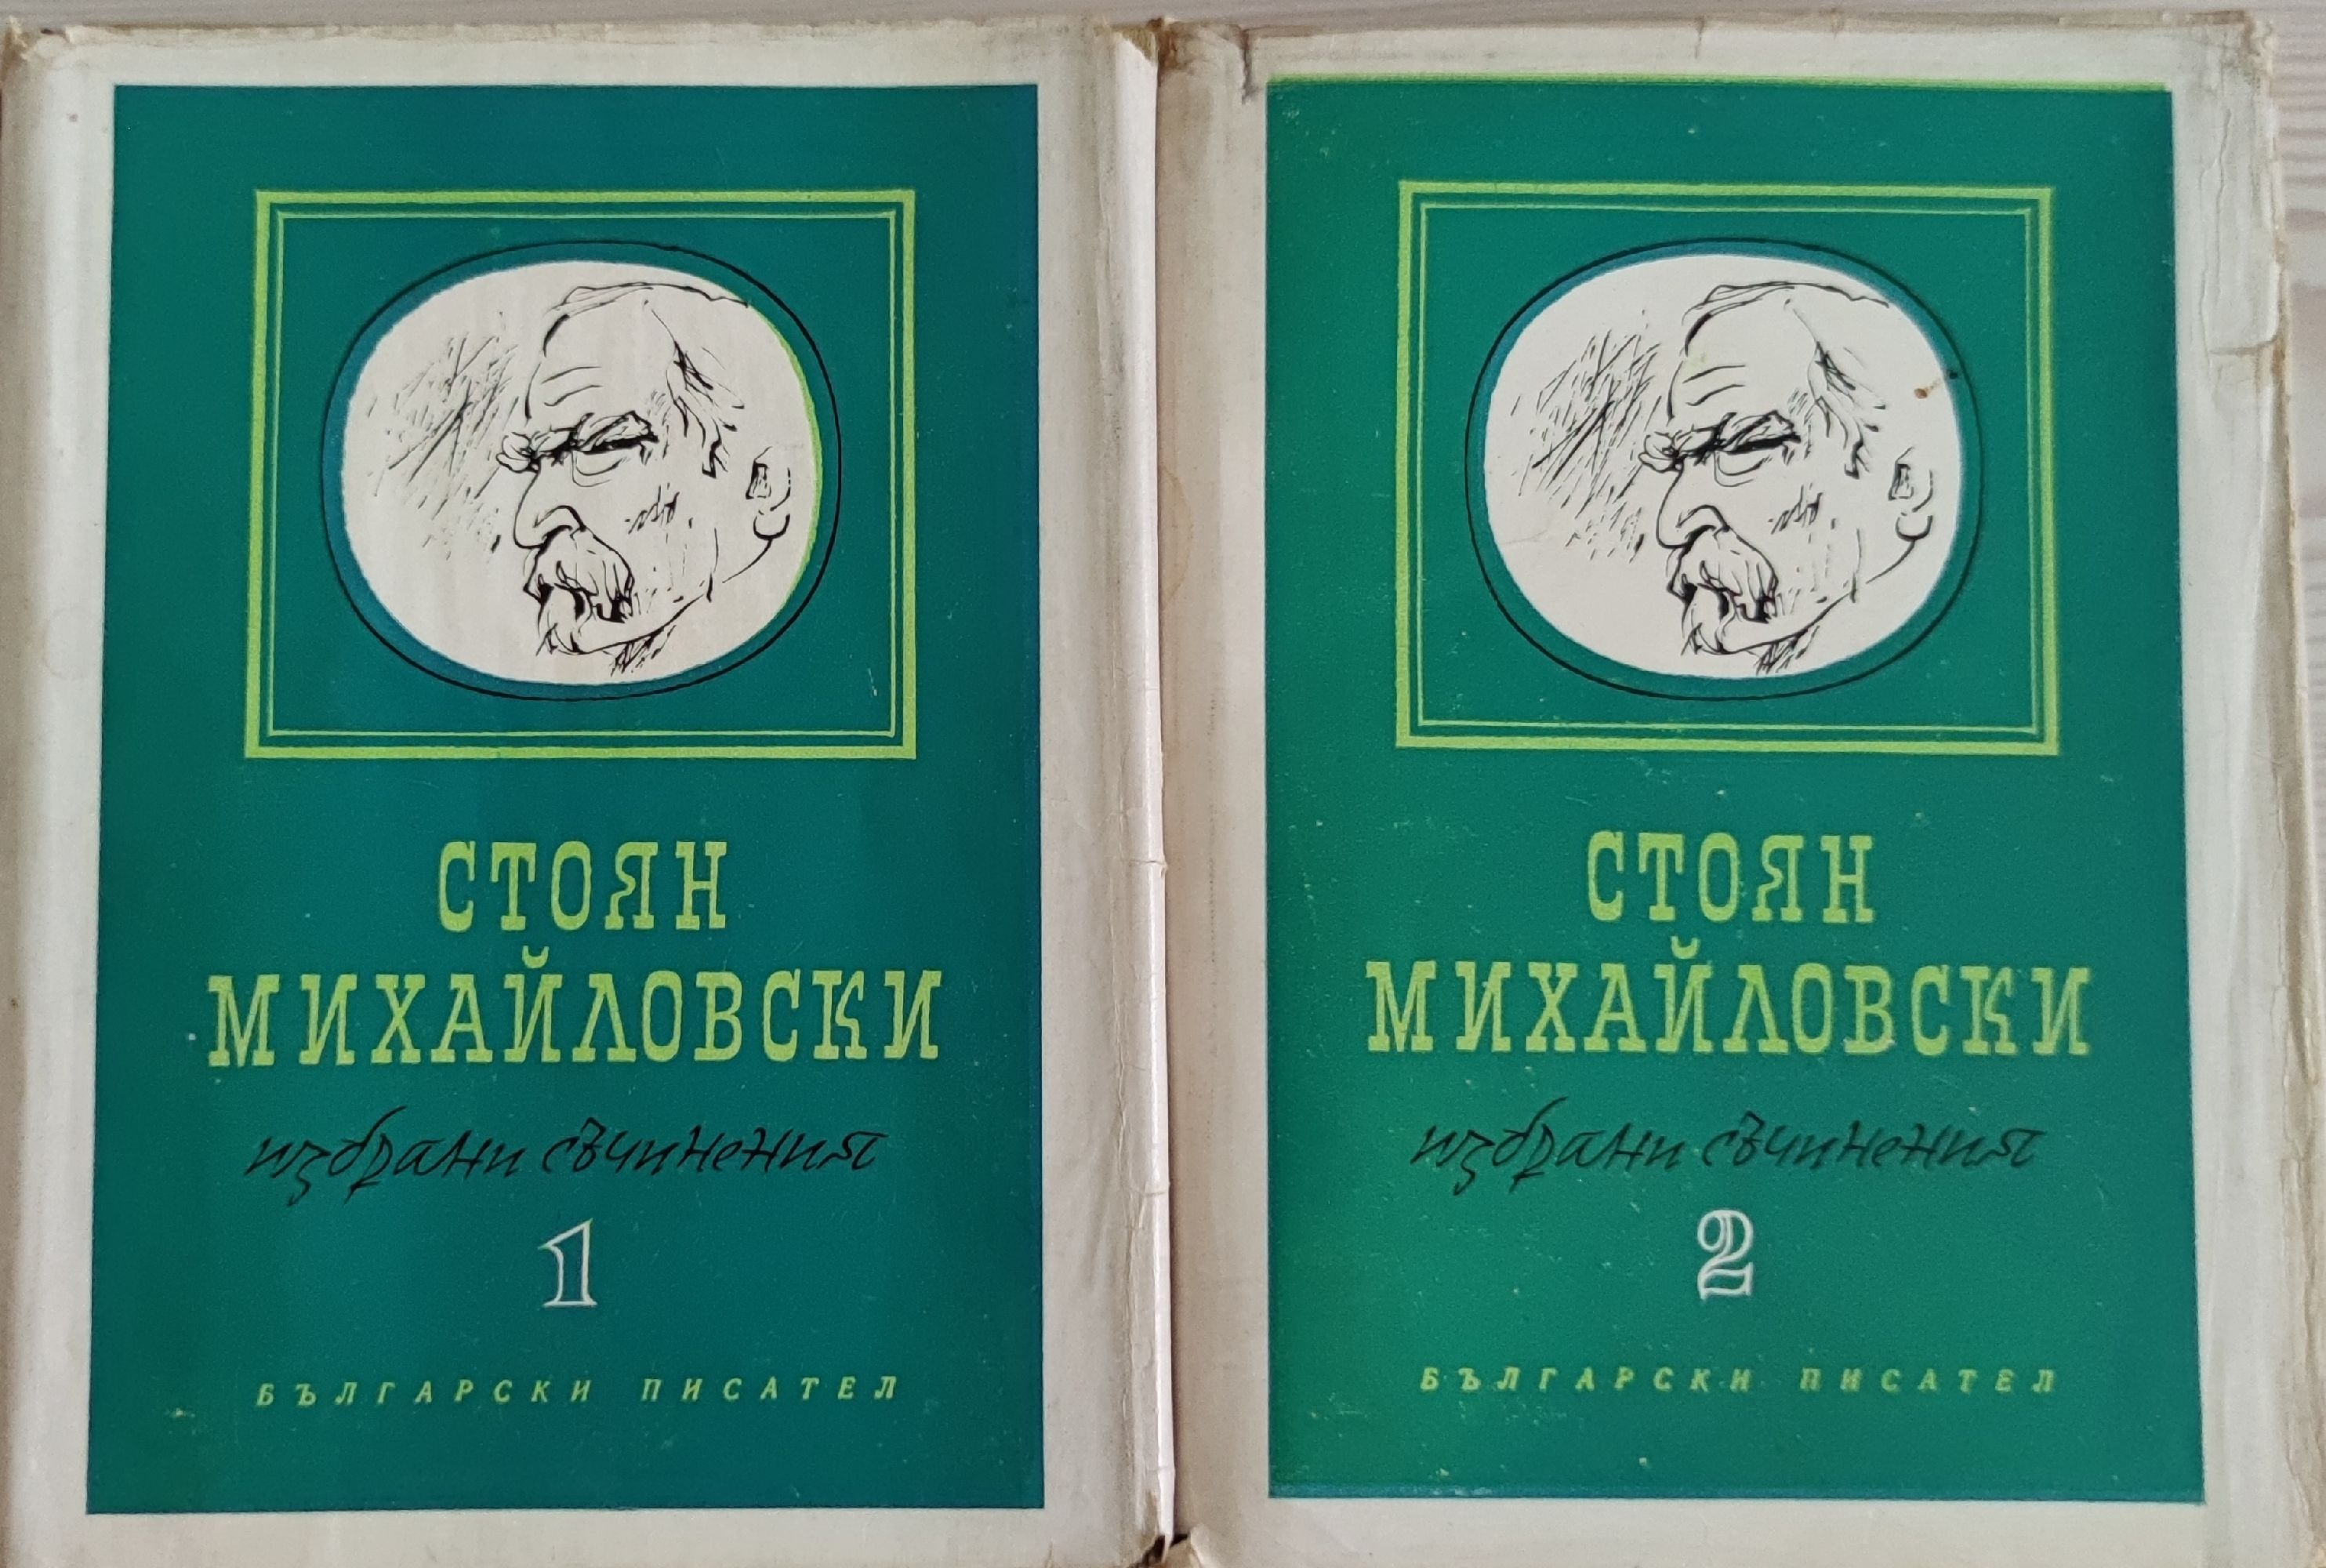 СТОЯН
МИХАЙЛОВСКИ
избрани съчинения
1
БЪЛГАРСКИ ПИСАТЕЛ
СТОЯН
МИХАЙЛОВСКИ
избрани съчинения
2
БЪЛГАРСКИ ПИСАТЕЛ